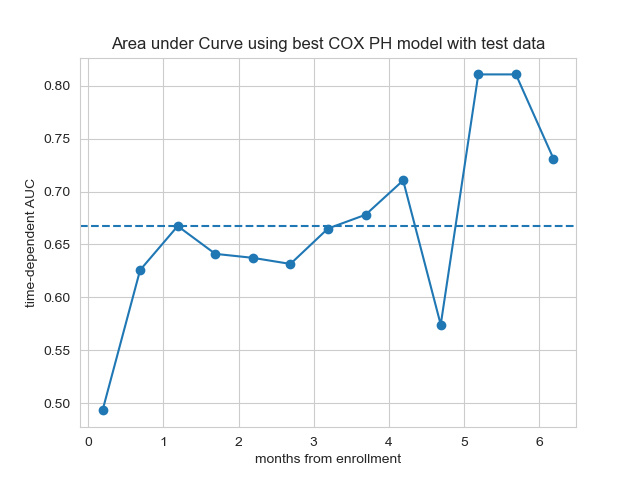 Area under Curve using best COX PH model with test data
time-dependent AUC
0.80
0.75
0.70
0.65
0.60
0.55
0.50
0 1 2 3 4 5 6
months from enrollment